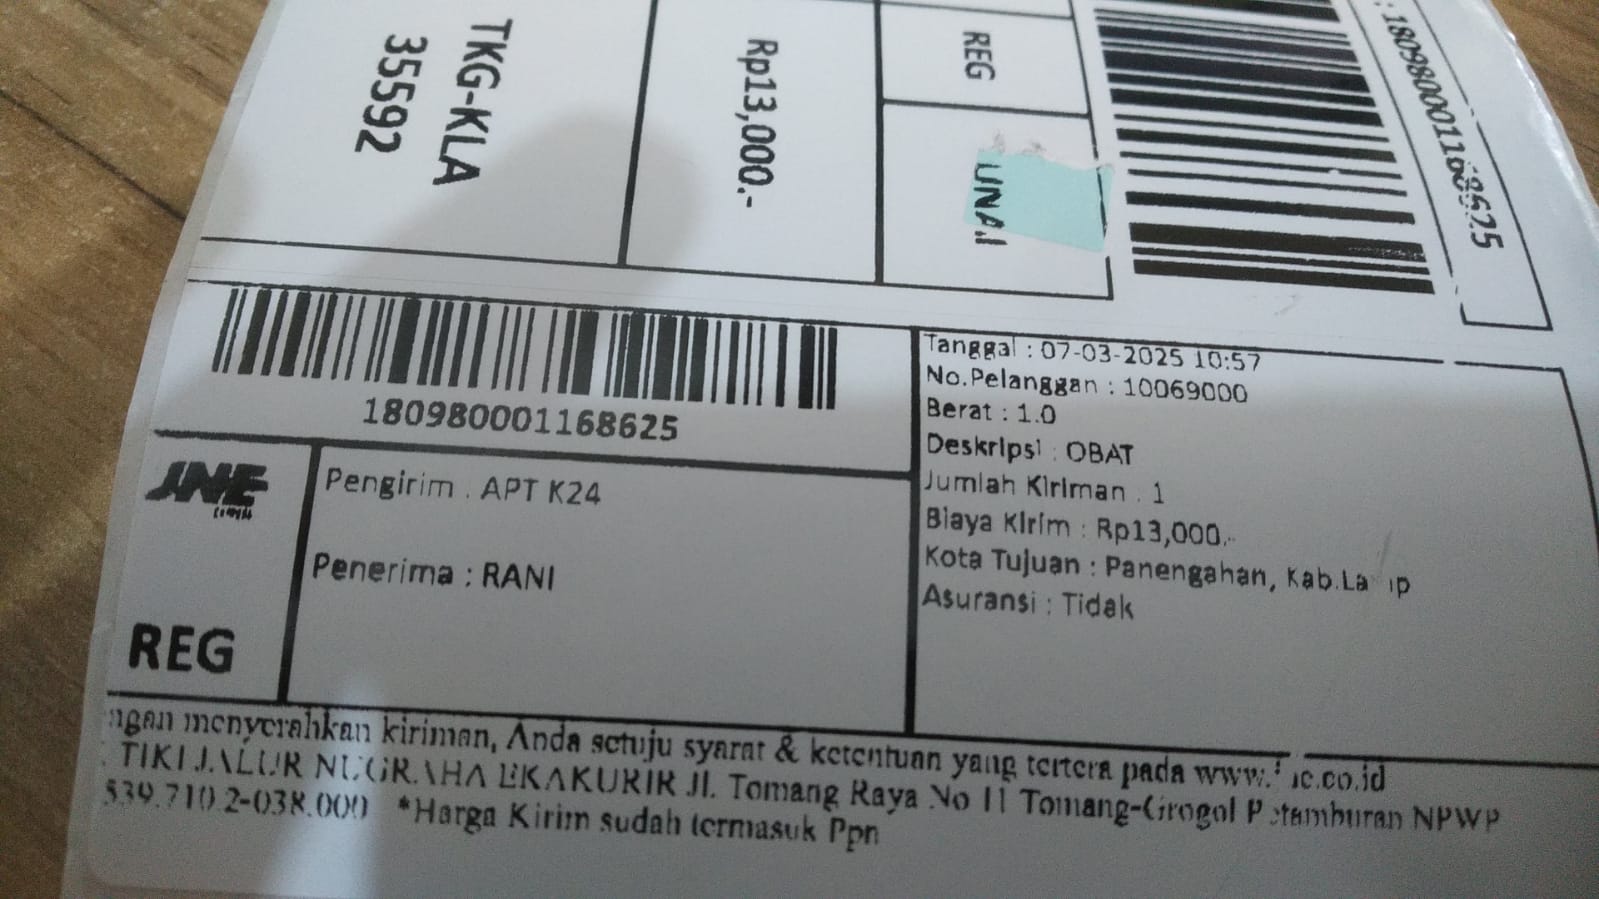 : 180980001168625
REG
Rp13,000.-
TKG-KLA
35592
180980001168625
JNE
REG
Pengirim : APT K24
Penerima : RANI
Tanggal : 07-03-2025 10:57
No.Pelanggan : 10069000
Berat : 1.0
Deskripsi : OBAT
Jumlah Kiriman : 1
Biaya Kirim : Rp13,000.-
Kota Tujuan : Panengahan, Kab.
Asuransi : Tidak
menyerahkan kiriman, Anda setuju syarat & ketentuan yang tertera pada
TIKI JALUR NUGRAHA EKAKURIR Jl. Tomang Raya No 11 Tomang-Grogol Petamburan NPWP
539.710.2-038.000 *Harga Kirim sudah termasuk Ppn